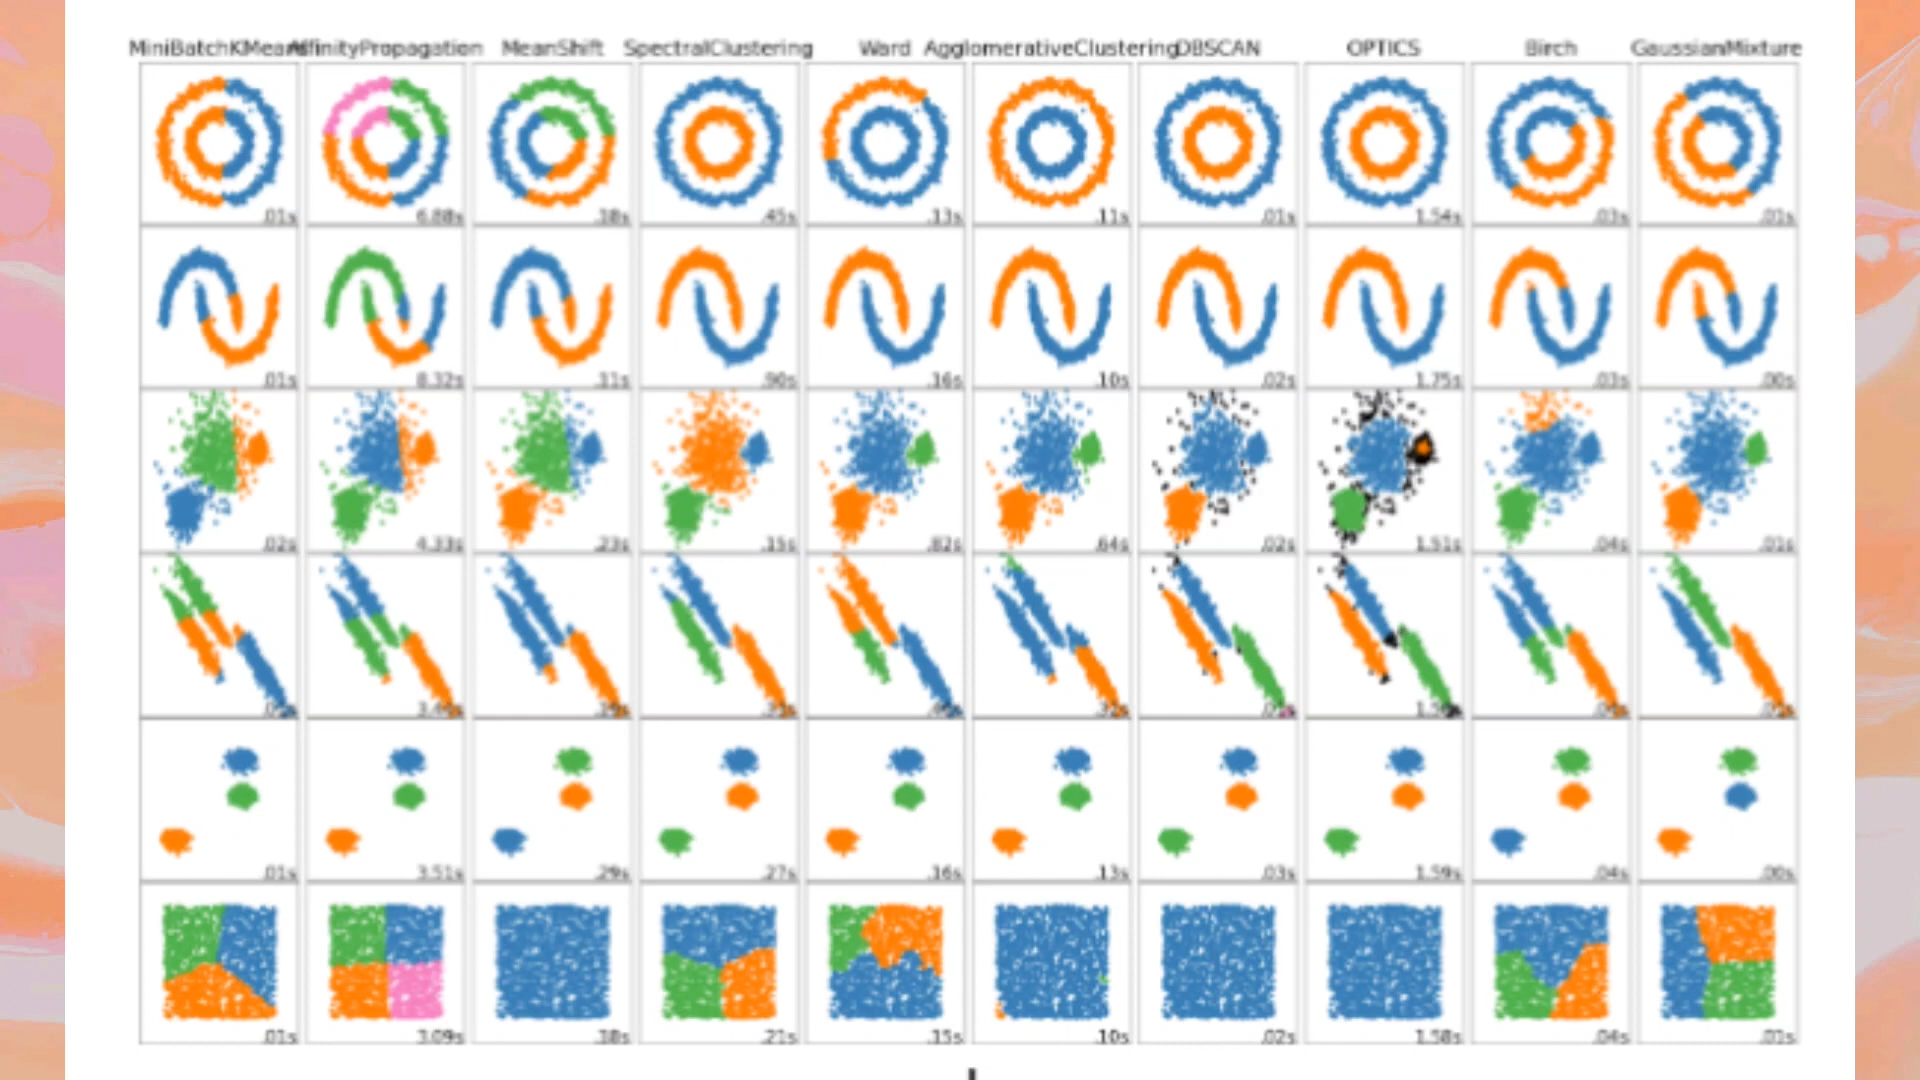 MiniBatchKMeans AffinityPropagation MeanShift SpectralClustering Ward AgglomerativeClustering DBSCAN OPTICS Birch GaussianMixture
.01s 6.88s .18s .45s .13s .11s .01s 1.54s .03s .01s
.01s 8.32s .11s .90s .16s .10s .02s 1.75s .03s .00s
.02s 4.33s .23s .15s .82s .64s .02s 1.51s .04s .01s
.01s 3.51s .29s .27s .16s .13s .03s 1.59s .04s .00s
.01s 3.09s .18s .21s .15s .10s .02s 1.58s .04s .01s